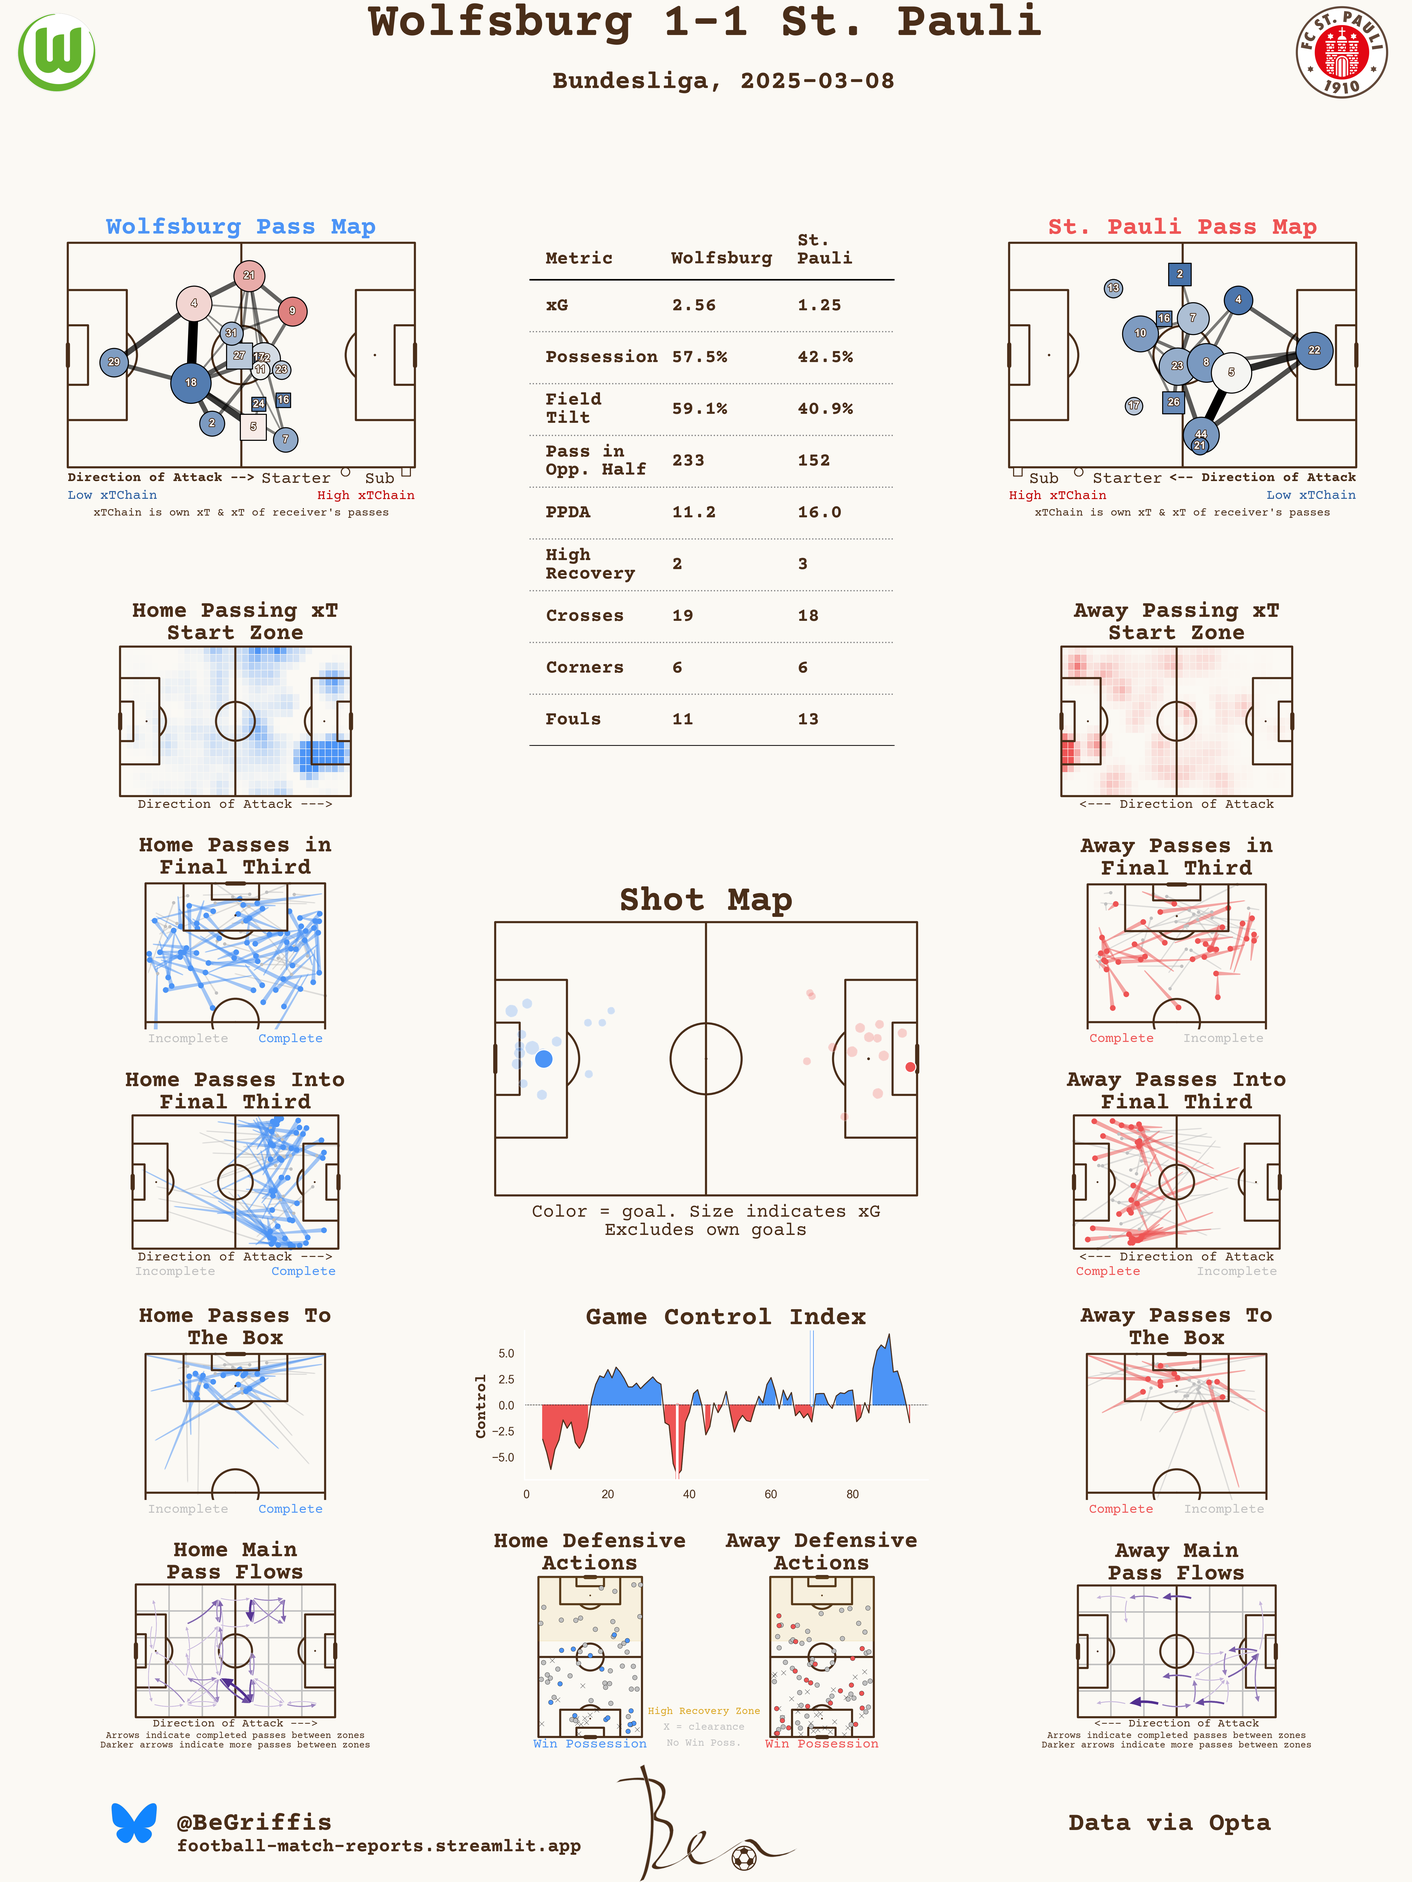 Wolfsburg 1-1 St. Pauli
Bundesliga, 2025-03-08
FC ST. PAULI
1910
Wolfsburg Pass Map
21
4
9
31
27
17
2
11
23
29
18
24
16
2
5
7
Direction of Attack --> Starter Sub
Low xTChain High xTChain
xTChain is own xT & xT of receiver's passes
Metric Wolfsburg St. Pauli
xG 2.56 1.25
Possession 57.5% 42.5%
Field Tilt 59.1% 40.9%
Pass in Opp. Half 233 152
PPDA 11.2 16.0
High Recovery 2 3
Crosses 19 18
Corners 6 6
Fouls 11 13
St. Pauli Pass Map
2
13
4
16
7
10
22
23
8
5
17
26
44
21
Sub Starter <-- Direction of Attack
High xTChain Low xTChain
xTChain is own xT & xT of receiver's passes
Home Passing xT
Start Zone
Direction of Attack --->
Away Passing xT
Start Zone
<--- Direction of Attack
Home Passes in
Final Third
Incomplete Complete
Away Passes in
Final Third
Complete Incomplete
Shot Map
Color = goal. Size indicates xG
Excludes own goals
Home Passes Into
Final Third
Direction of Attack --->
Incomplete Complete
Away Passes Into
Final Third
<--- Direction of Attack
Complete Incomplete
Home Passes To
The Box
Incomplete Complete
Game Control Index
Control
5.0
2.5
0.0
−2.5
−5.0
0 20 40 60 80
Away Passes To
The Box
Complete Incomplete
Home Main
Pass Flows
Direction of Attack --->
Arrows indicate completed passes between zones
Darker arrows indicate more passes between zones
Home Defensive
Actions
Win Possession
High Recovery Zone
X = clearance
No Win Poss.
Away Defensive
Actions
Win Possession
Away Main
Pass Flows
<--- Direction of Attack
Arrows indicate completed passes between zones
Darker arrows indicate more passes between zones
@BeGriffis
football-match-reports.streamlit.app
Ben
Data via Opta